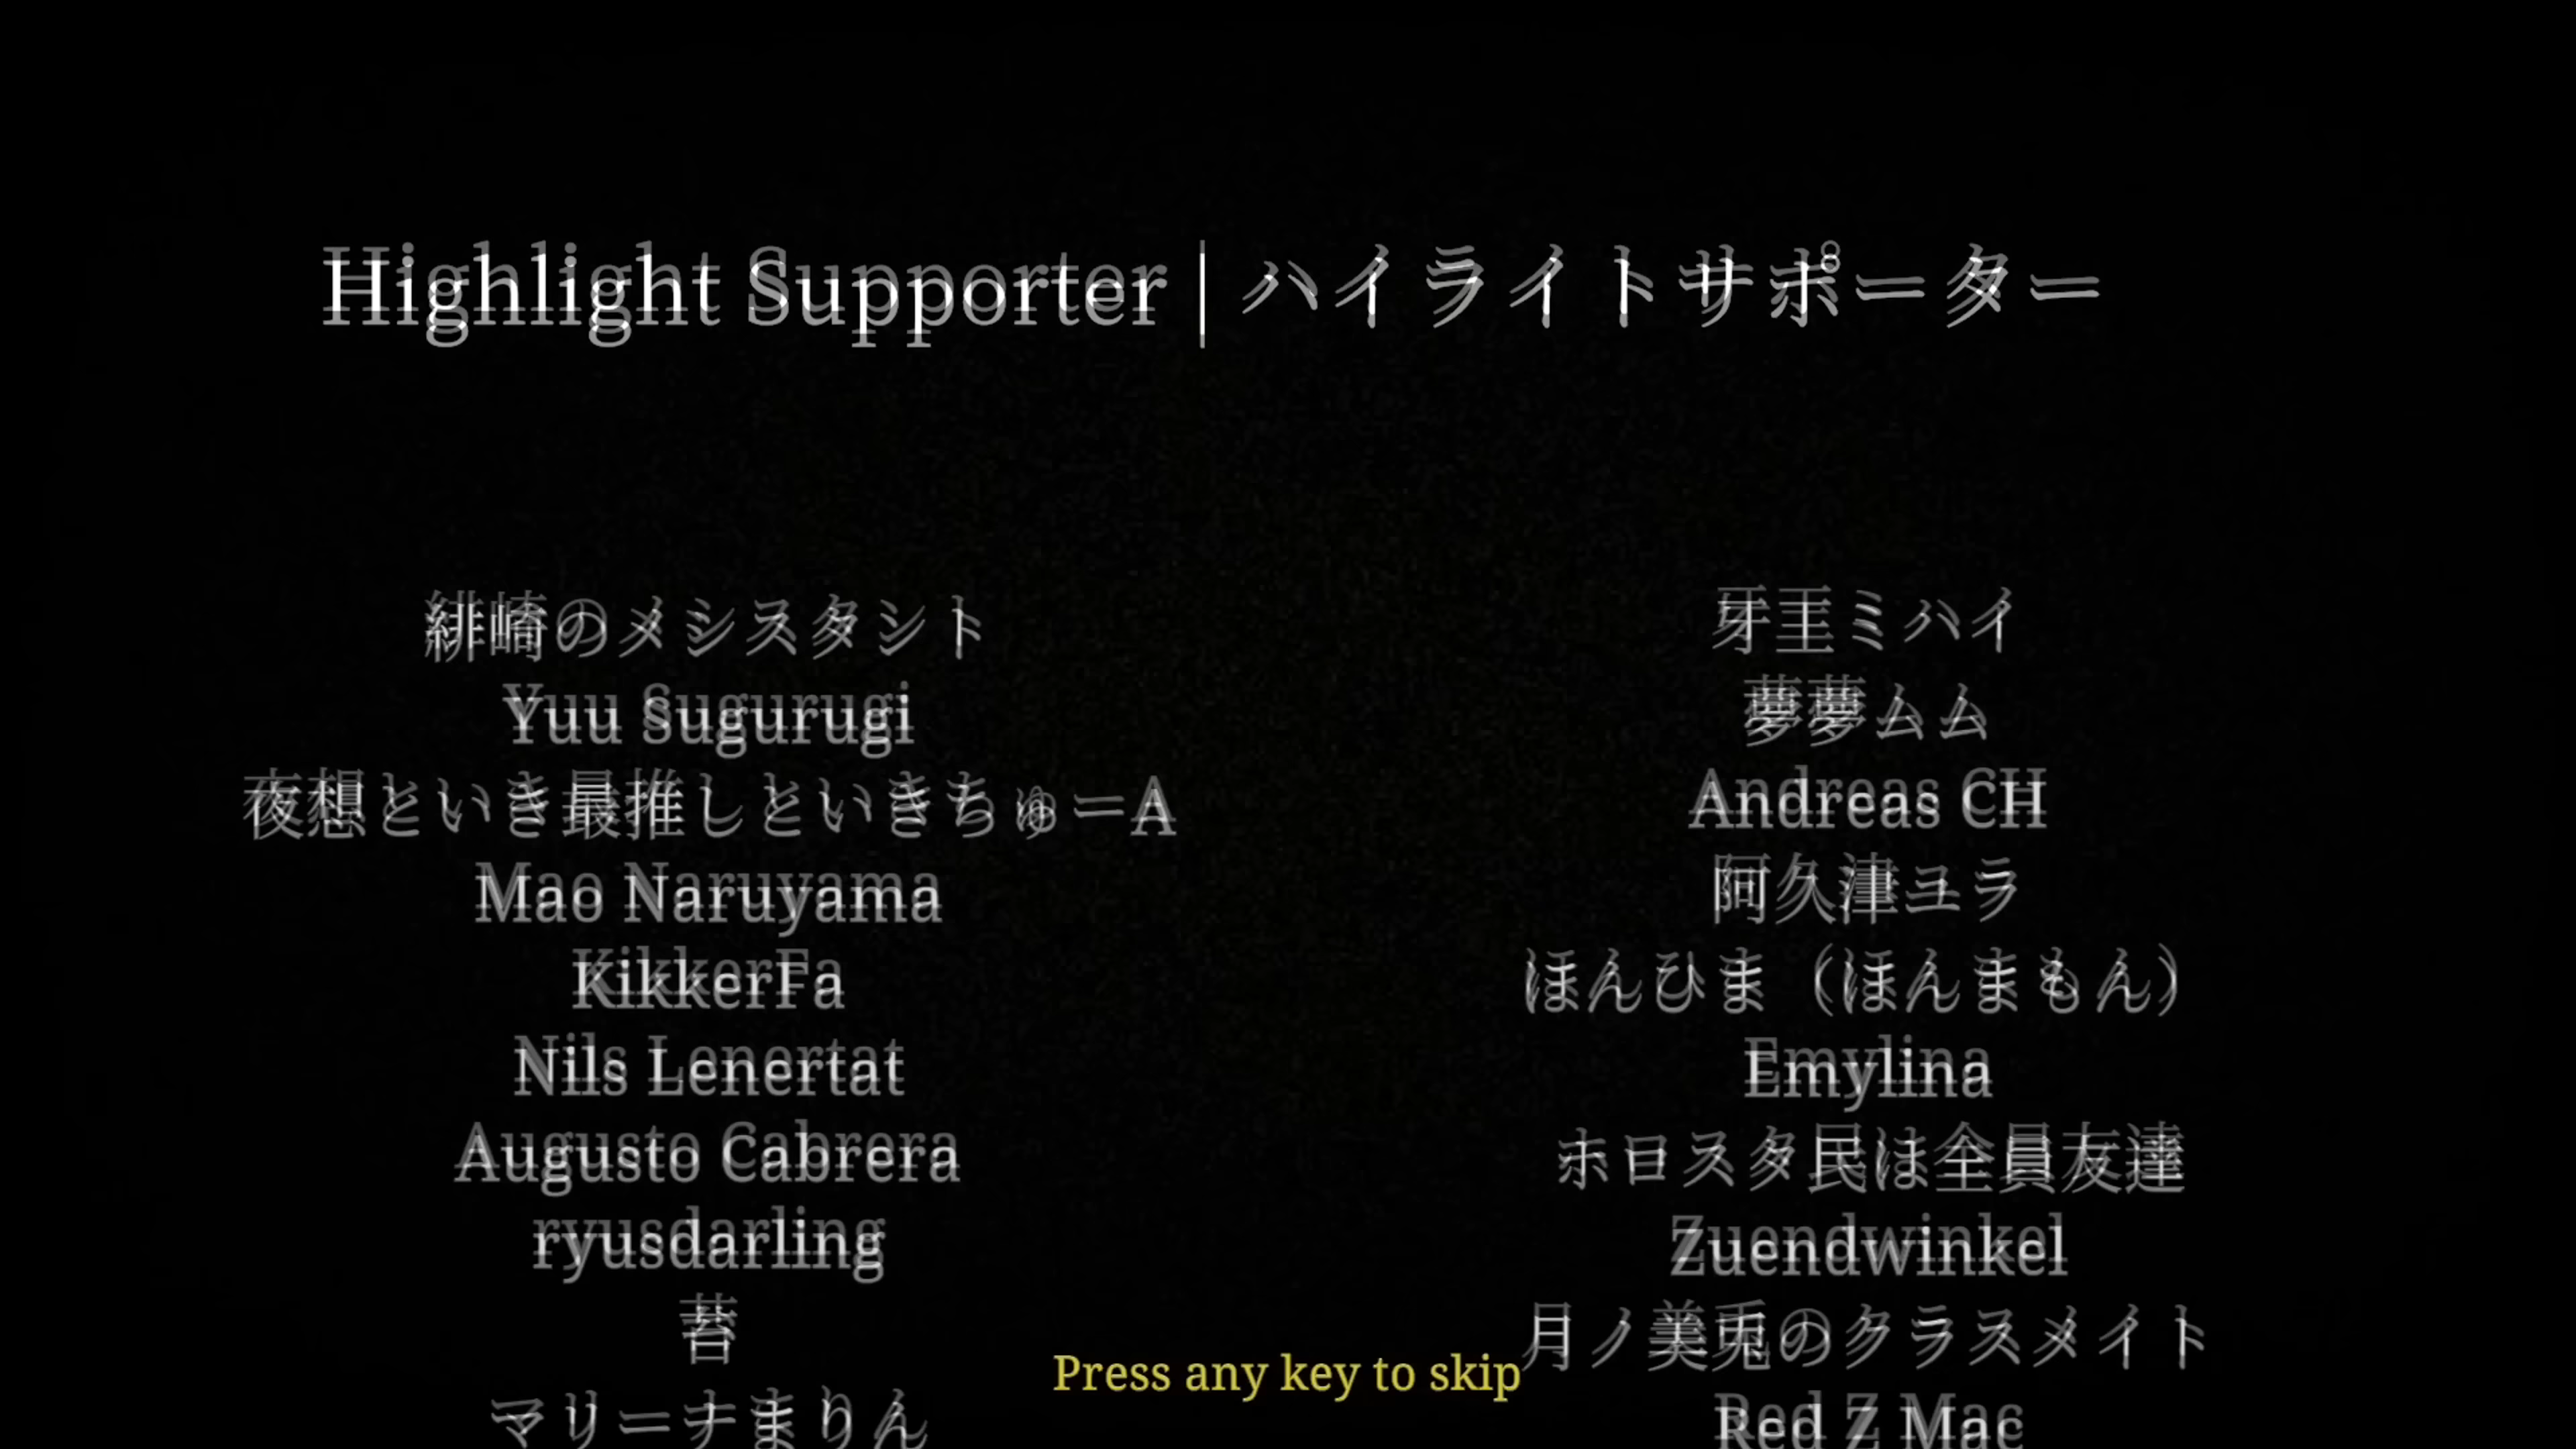 Highlight Supporter | ハイライトサポーター
緋崎のメシスタント
Yuu Sugurugi
夜想といき最推しといきちゅーA
Mao Naruyama
KikkerFa
Nils Lenertat
Augusto Cabrera
ryusdarling
苔
マリーナまりん
牙王ミハイ
夢夢ムム
Andreas CH
阿久津ユラ
ほんひま（ほんまもん）
Emylina
ホロスタ民は全員友達
Zuendwinkel
月ノ美兎のクラスメイト
Red Z Mac
Press any key to skip